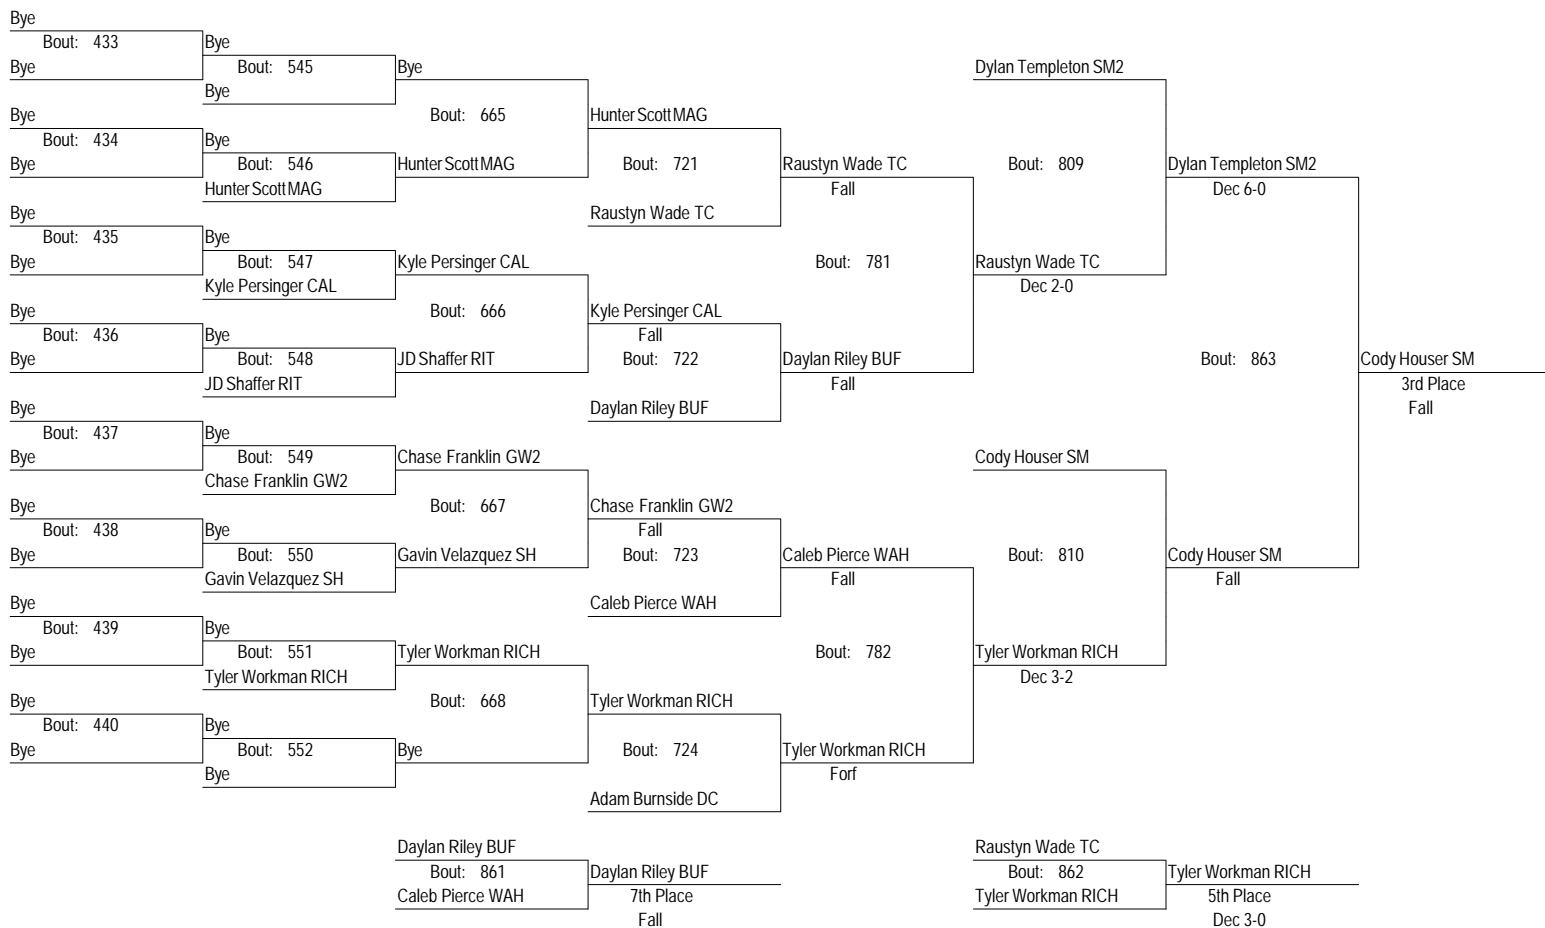 Bye
Bout: 433
Bye
Bye
Bout: 434
Bye
Bye
Bout: 435
Bye
Bye
Bout: 436
Bye
Bye
Bout: 437
Bye
Bye
Bout: 438
Bye
Bye
Bout: 439
Bye
Bye
Bout: 440
Bye
Bye
Bout: 545
Bye
Bye
Bout: 546
Hunter Scott MAG
Bye
Bout: 547
Kyle Persinger CAL
Bye
Bout: 548
JD Shaffer RIT
Bye
Bout: 549
Chase Franklin GW2
Bye
Bout: 550
Gavin Velazquez SH
Bye
Bout: 551
Tyler Workman RICH
Bye
Bout: 552
Bye
Bye
Bout: 665
Hunter Scott MAG
Kyle Persinger CAL
Bout: 666
JD Shaffer RIT
Chase Franklin GW2
Bout: 667
Gavin Velazquez SH
Tyler Workman RICH
Bout: 668
Bye
Hunter Scott MAG
Bout: 721
Raustyn Wade TC
Kyle Persinger CAL
Fall
Bout: 722
Daylan Riley BUF
Chase Franklin GW2
Fall
Bout: 723
Caleb Pierce WAH
Tyler Workman RICH
Bout: 724
Adam Burnside DC
Raustyn Wade TC
Fall
Bout: 781
Daylan Riley BUF
Fall
Caleb Pierce WAH
Fall
Bout: 782
Tyler Workman RICH
Forf
Dylan Templeton SM2
Bout: 809
Raustyn Wade TC
Dec 2-0
Cody Houser SM
Bout: 810
Tyler Workman RICH
Dec 3-2
Dylan Templeton SM2
Dec 6-0
Bout: 863
Cody Houser SM
Fall
Cody Houser SM
3rd Place
Fall
Daylan Riley BUF
Bout: 861
Caleb Pierce WAH
Daylan Riley BUF
7th Place
Fall
Raustyn Wade TC
Bout: 862
Tyler Workman RICH
Tyler Workman RICH
5th Place
Dec 3-0